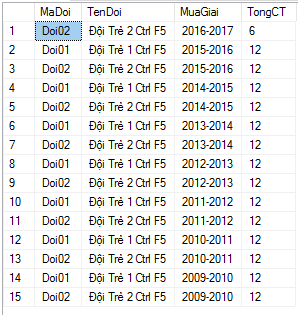 MaDoi TenDoi MuaGiai TongCT
1 Doi02 Đội Trẻ 2 Ctrl F5 2016-2017 6
2 Doi01 Đội Trẻ 1 Ctrl F5 2015-2016 12
3 Doi02 Đội Trẻ 2 Ctrl F5 2015-2016 12
4 Doi01 Đội Trẻ 1 Ctrl F5 2014-2015 12
5 Doi02 Đội Trẻ 2 Ctrl F5 2014-2015 12
6 Doi01 Đội Trẻ 1 Ctrl F5 2013-2014 12
7 Doi02 Đội Trẻ 2 Ctrl F5 2013-2014 12
8 Doi01 Đội Trẻ 1 Ctrl F5 2012-2013 12
9 Doi02 Đội Trẻ 2 Ctrl F5 2012-2013 12
10 Doi01 Đội Trẻ 1 Ctrl F5 2011-2012 12
11 Doi02 Đội Trẻ 2 Ctrl F5 2011-2012 12
12 Doi01 Đội Trẻ 1 Ctrl F5 2010-2011 12
13 Doi02 Đội Trẻ 2 Ctrl F5 2010-2011 12
14 Doi01 Đội Trẻ 1 Ctrl F5 2009-2010 12
15 Doi02 Đội Trẻ 2 Ctrl F5 2009-2010 12